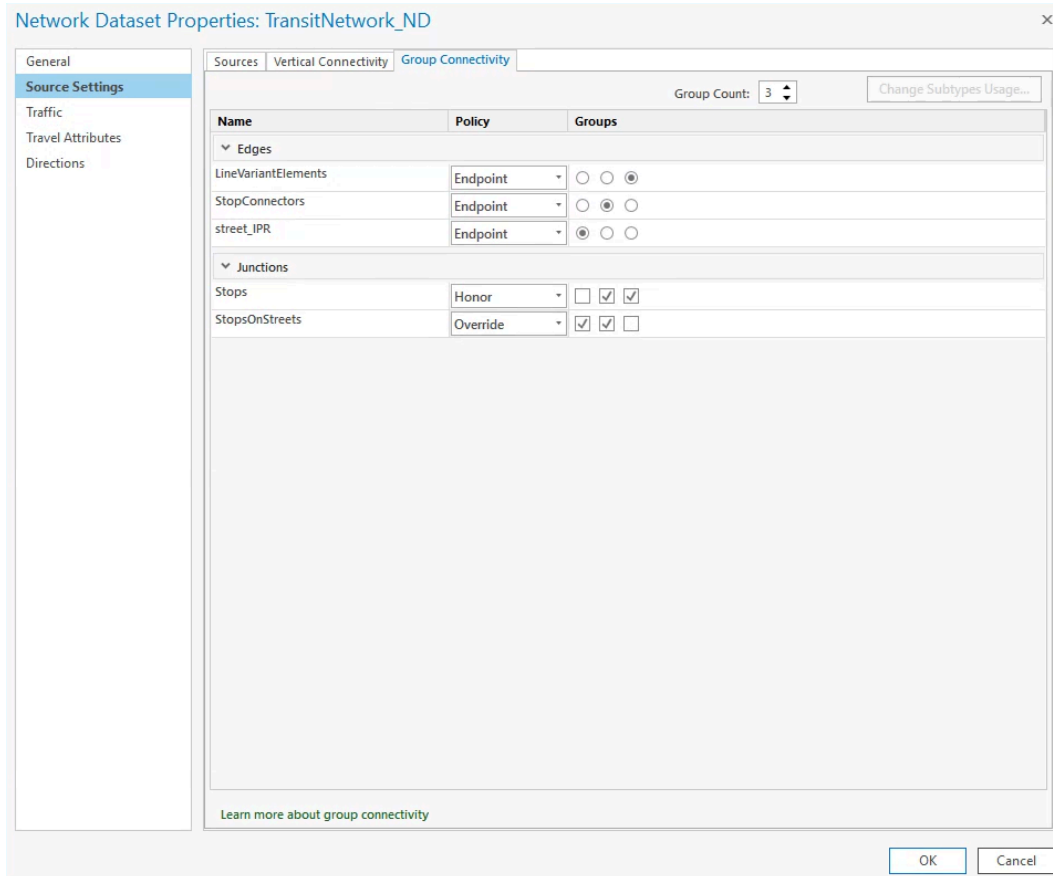 Network Dataset Properties: TransitNetwork_ND
General
Source Settings
Traffic
Travel Attributes
Directions
Sources Vertical Connectivity Group Connectivity
Group Count: 3 Change Subtypes Usage...
Name Policy Groups
Edges
LineVariantElements Endpoint
StopConnectors Endpoint
street_IPR Endpoint
Junctions
Stops Honor
StopsOnStreets Override
Learn more about group connectivity
OK Cancel